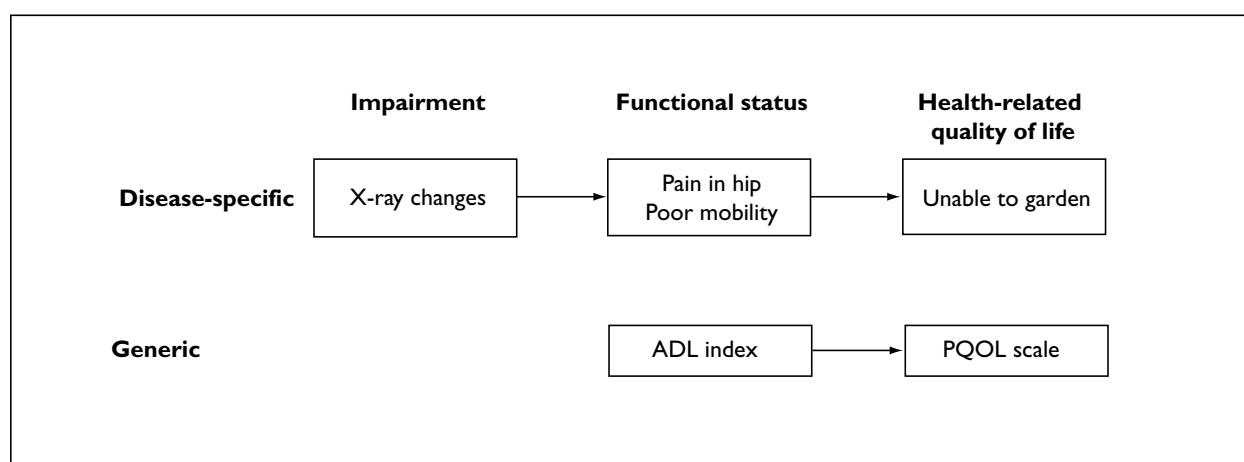 Impairment
Functional status
Health-related
quality of life
Disease-specific
X-ray changes
Pain in hip
Poor mobility
Unable to garden
Generic
ADL index
PQOL scale